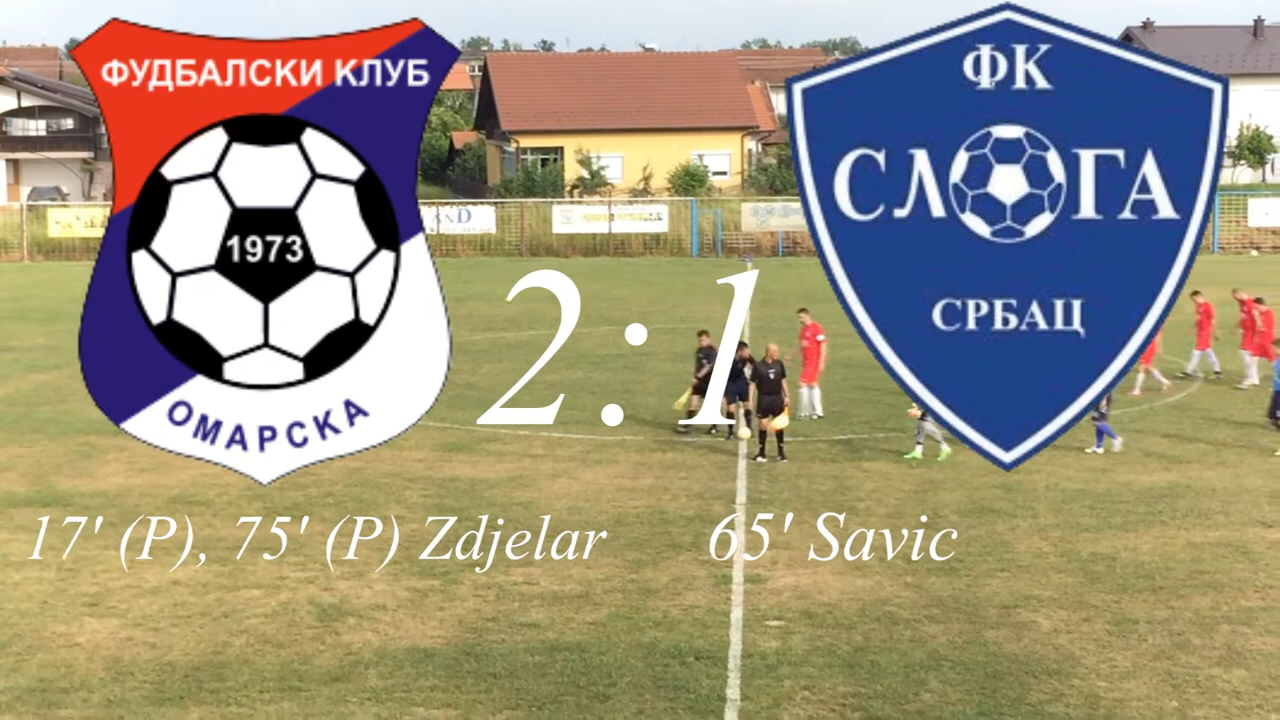 ФУДБАЛСКИ КЛУБ
1973
ОМАРСКА
ФК
СЛОГА
СРБАЦ
2:1
17' (P), 75' (P) Zdjelar
65' Savic